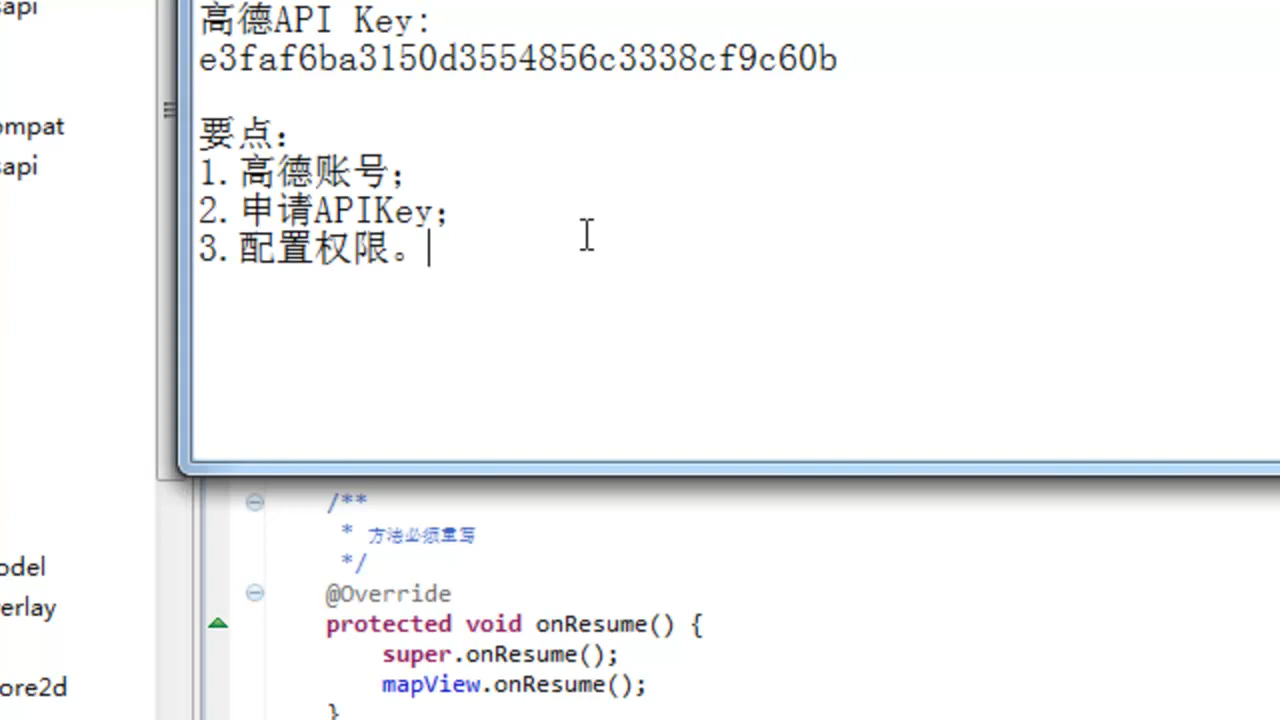 高德API Key:
e3faf6ba3150d3554856c3338cf9c60b
要点：
1.高德账号；
2.申请APIKey；
3.配置权限。
sapi
ompat
sapi
odel
erlay
ore2d
/**
* 方法必须重写
*/
@Override
protected void onResume() {
super.onResume();
mapView.onResume();
}